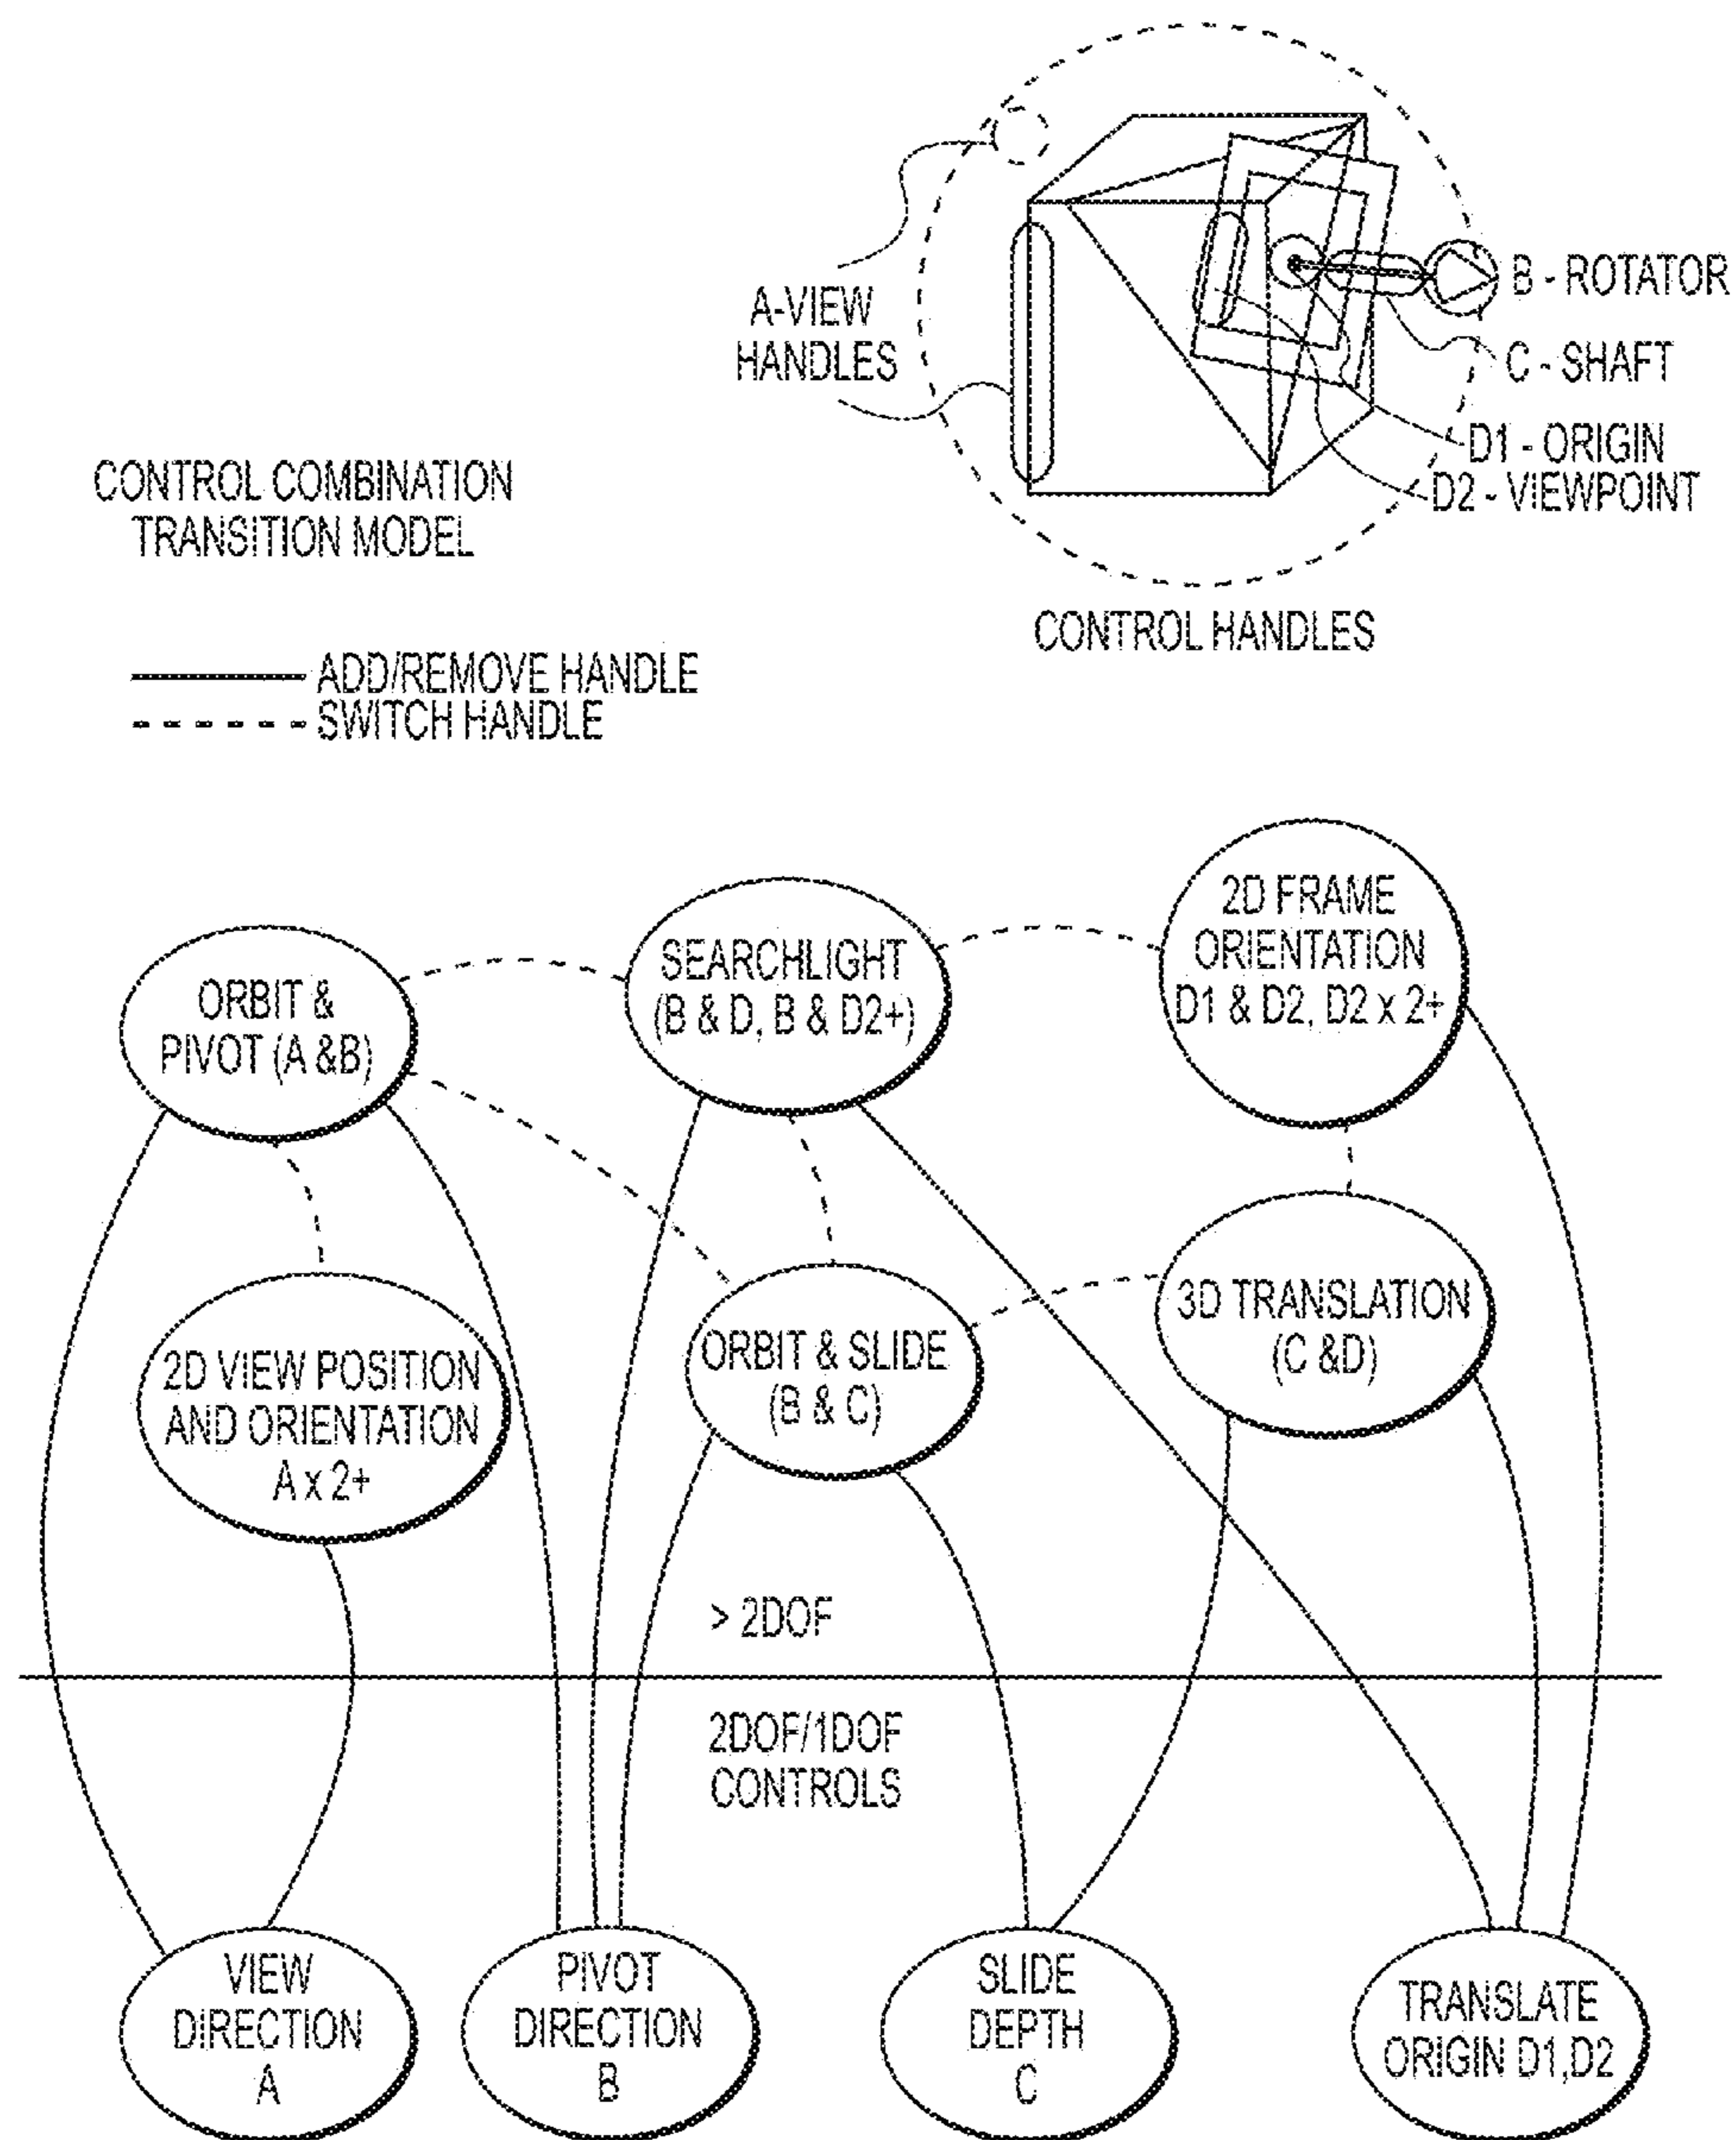 A-VIEW
HANDLES
B - ROTATOR
C - SHAFT
D1 - ORIGIN
D2 - VIEWPOINT
CONTROL HANDLES
CONTROL COMBINATION
TRANSITION MODEL
ADD/REMOVE HANDLE
SWITCH HANDLE
ORBIT &
PIVOT (A &B)
SEARCHLIGHT
(B & D, B & D2+)
2D FRAME
ORIENTATION
D1 & D2, D2 x 2+
2D VIEW POSITION
AND ORIENTATION
A x 2+
ORBIT & SLIDE
(B & C)
3D TRANSLATION
(C &D)
> 2DOF
2DOF/1DOF
CONTROLS
VIEW
DIRECTION
A
PIVOT
DIRECTION
B
SLIDE
DEPTH
C
TRANSLATE
ORIGIN D1,D2